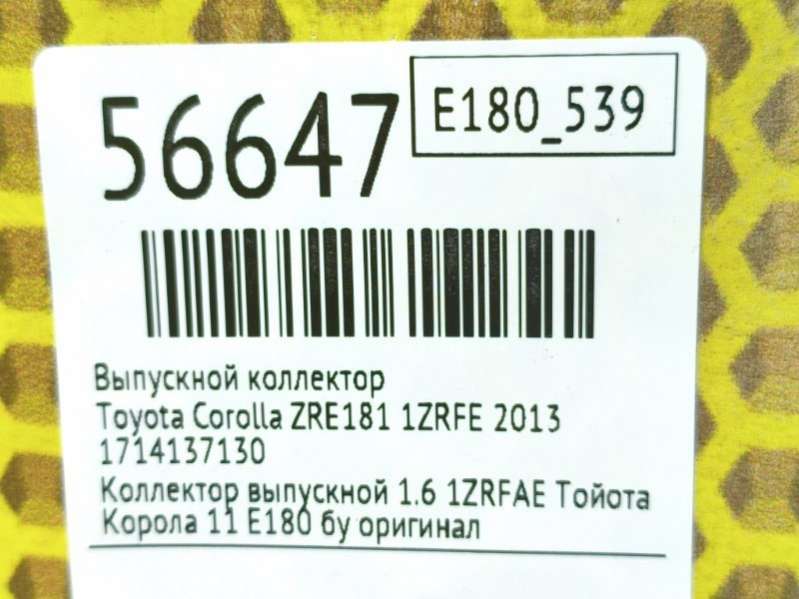 56647
E180_539
Выпускной коллектор
Toyota Corolla ZRE181 1ZRFE 2013
1714137130
Коллектор выпускной 1.6 1ZRFAE Тойота
Корола 11 E180 бу оригинал